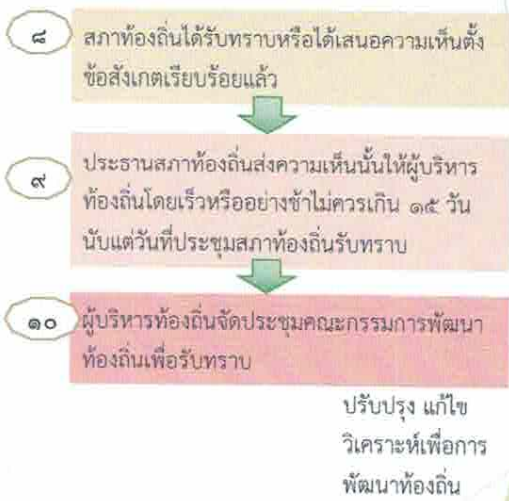 ๘
สภาท้องถิ่นได้รับทราบหรือได้เสนอความเห็นตั้ง
ข้อสังเกตเรียบร้อยแล้ว
๙
ประธานสภาท้องถิ่นส่งความเห็นนั้นให้ผู้บริหาร
ท้องถิ่นโดยเร็วหรืออย่างช้าไม่ควรเกิน ๑๕ วัน
นับแต่วันที่ประชุมสภาท้องถิ่นรับทราบ
๑๐
ผู้บริหารท้องถิ่นจัดประชุมคณะกรรมการพัฒนา
ท้องถิ่นเพื่อรับทราบ
ปรับปรุง แก้ไข
วิเคราะห์เพื่อการ
พัฒนาท้องถิ่น